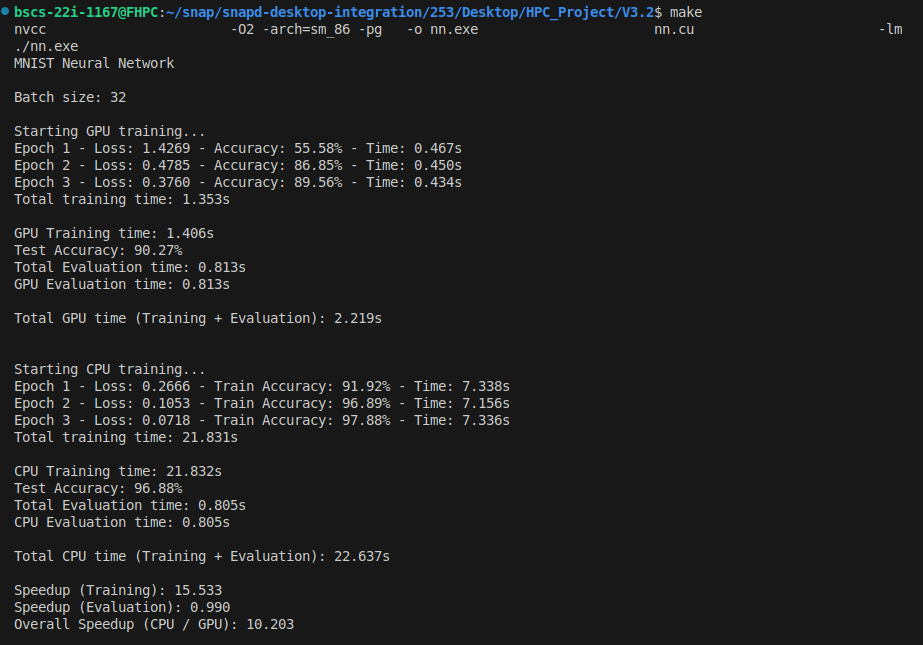 bscs-22i-1167@FHPC:~/snap/snapd-desktop-integration/253/Desktop/HPC_Project/V3.2$ make
nvcc -O2 -arch=sm_86 -pg -o nn.exe nn.cu -lm
./nn.exe
MNIST Neural Network
Batch size: 32
Starting GPU training...
Epoch 1 - Loss: 1.4269 - Accuracy: 55.58% - Time: 0.467s
Epoch 2 - Loss: 0.4785 - Accuracy: 86.85% - Time: 0.450s
Epoch 3 - Loss: 0.3760 - Accuracy: 89.56% - Time: 0.434s
Total training time: 1.353s
GPU Training time: 1.406s
Test Accuracy: 90.27%
Total Evaluation time: 0.813s
GPU Evaluation time: 0.813s
Total GPU time (Training + Evaluation): 2.219s
Starting CPU training...
Epoch 1 - Loss: 0.2666 - Train Accuracy: 91.92% - Time: 7.338s
Epoch 2 - Loss: 0.1053 - Train Accuracy: 96.89% - Time: 7.156s
Epoch 3 - Loss: 0.0718 - Train Accuracy: 97.88% - Time: 7.336s
Total training time: 21.831s
CPU Training time: 21.832s
Test Accuracy: 96.88%
Total Evaluation time: 0.805s
CPU Evaluation time: 0.805s
Total CPU time (Training + Evaluation): 22.637s
Speedup (Training): 15.533
Speedup (Evaluation): 0.990
Overall Speedup (CPU / GPU): 10.203